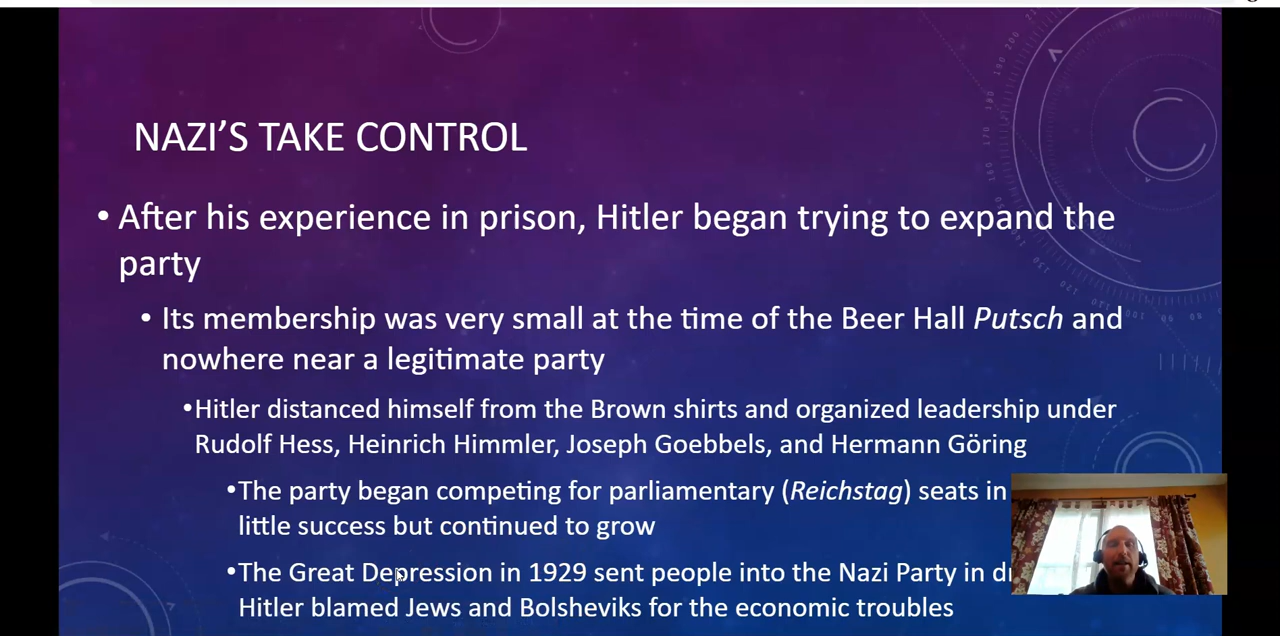 NAZI'S TAKE CONTROL
• After his experience in prison, Hitler began trying to expand the
party
• Its membership was very small at the time of the Beer Hall Putsch and
nowhere near a legitimate party
•Hitler distanced himself from the Brown shirts and organized leadership under
Rudolf Hess, Heinrich Himmler, Joseph Goebbels, and Hermann Göring
•The party began competing for parliamentary (Reichstag) seats in
little success but continued to grow
•The Great Depression in 1929 sent people into the Nazi Party in
Hitler blamed Jews and Bolsheviks for the economic troubles